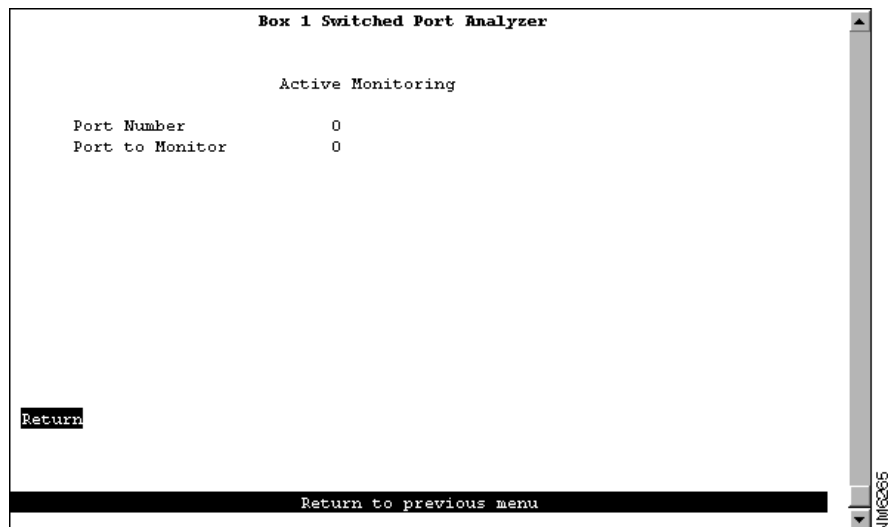 Box 1 Switched Port Analyzer
Active Monitoring
Port Number 0
Port to Monitor 0
Return
Return to previous menu
NM6265